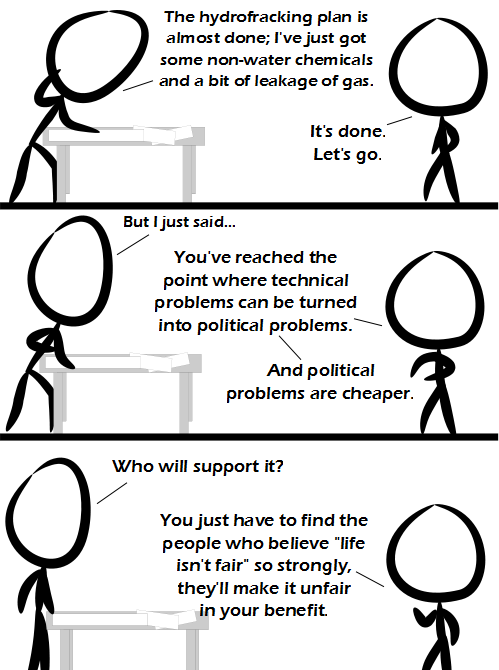 The hydrofracking plan is
almost done; I've just got
some non-water chemicals
and a bit of leakage of gas.
It's done.
Let's go.
But I just said...
You've reached the
point where technical
problems can be turned
into political problems.
And political
problems are cheaper.
Who will support it?
You just have to find the
people who believe "life
isn't fair" so strongly,
they'll make it unfair
in your benefit.